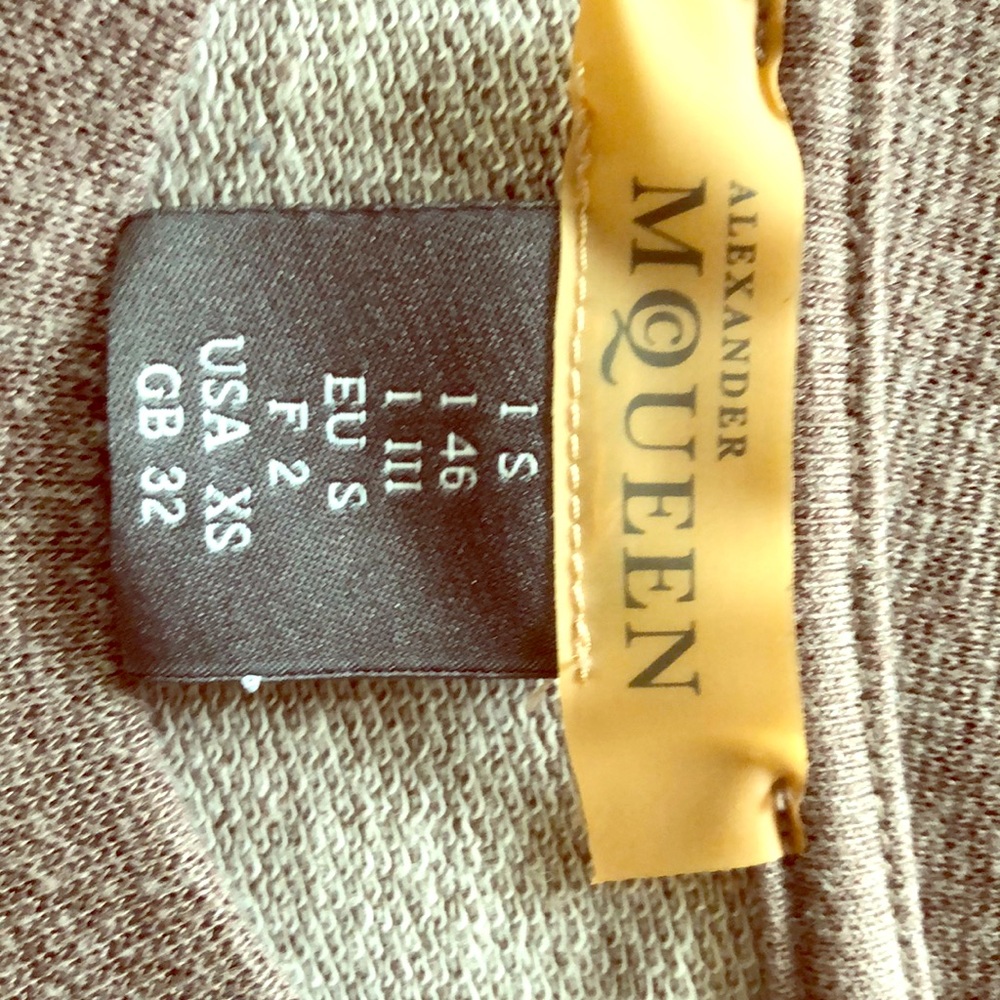 ALEXANDER
McQUEEN
I S
I 46
I III
EU S
F 2
USA XS
GB 32